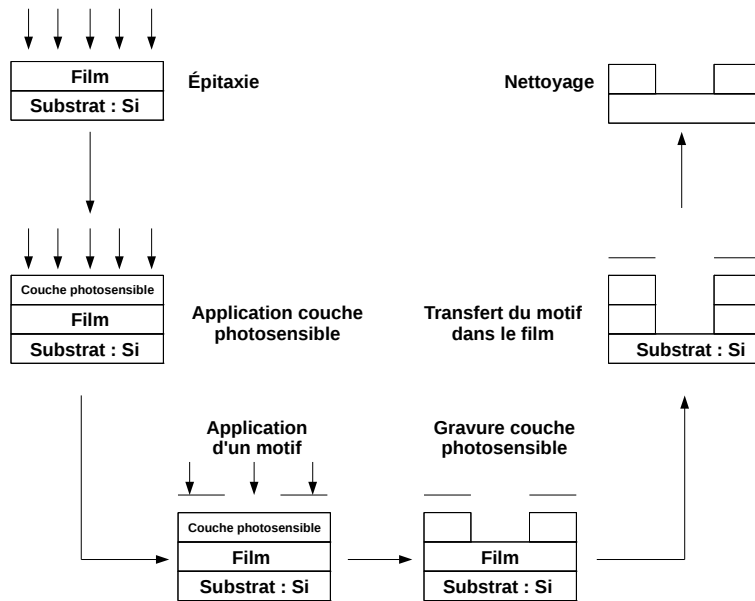 Film
Substrat : Si
Épitaxie
Nettoyage
Couche photosensible
Film
Substrat : Si
Application couche
photosensible
Transfert du motif
dans le film
Substrat : Si
Application
d'un motif
Couche photosensible
Film
Substrat : Si
Gravure couche
photosensible
Film
Substrat : Si